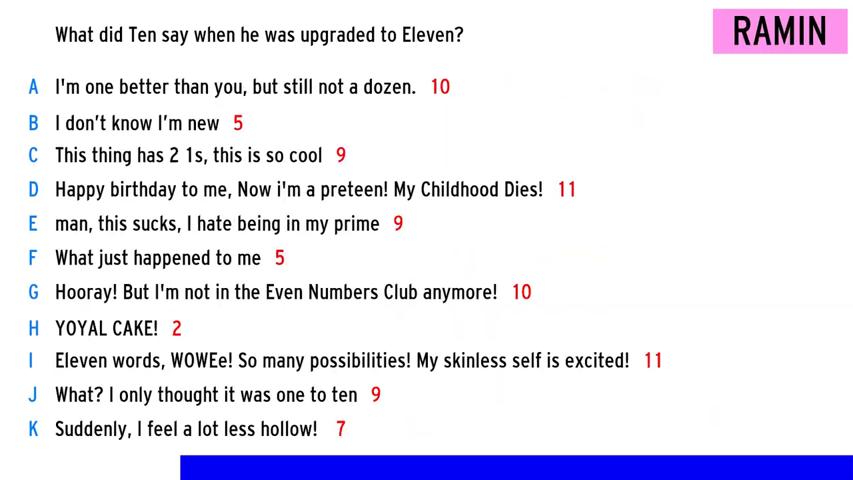 What did Ten say when he was upgraded to Eleven?
RAMIN
A I'm one better than you, but still not a dozen. 10
B I don't know I'm new 5
C This thing has 2 1s, this is so cool 9
D Happy birthday to me, Now i'm a preteen! My Childhood Dies! 11
E man, this sucks, I hate being in my prime 9
F What just happened to me 5
G Hooray! But I'm not in the Even Numbers Club anymore! 10
H YOYAL CAKE! 2
I Eleven words, WOWEe! So many possibilities! My skinless self is excited! 11
J What? I only thought it was one to ten 9
K Suddenly, I feel a lot less hollow! 7